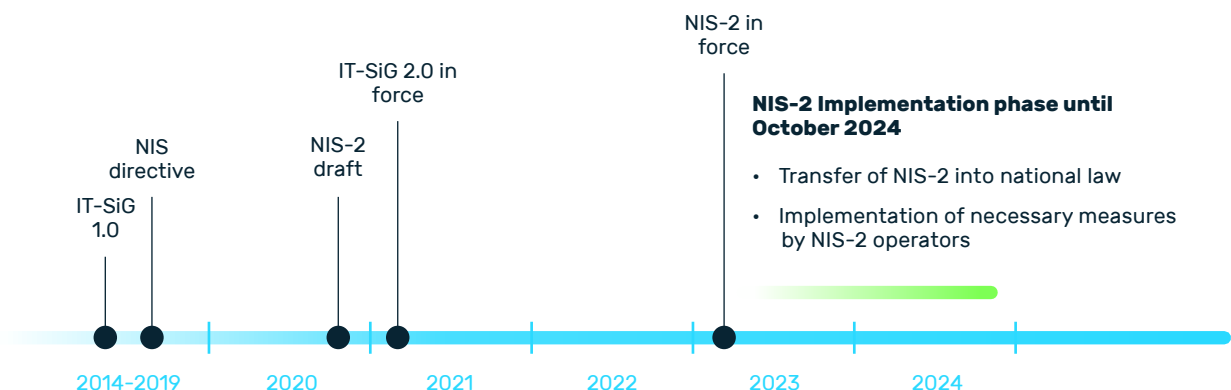 NIS-2 in
force
IT-SiG 2.0 in
force
NIS-2 Implementation phase until
October 2024
NIS
directive
NIS-2
draft
• Transfer of NIS-2 into national law
IT-SiG
1.0
• Implementation of necessary measures
by NIS-2 operators
2014-2019
2020
2021
2022
2023
2024